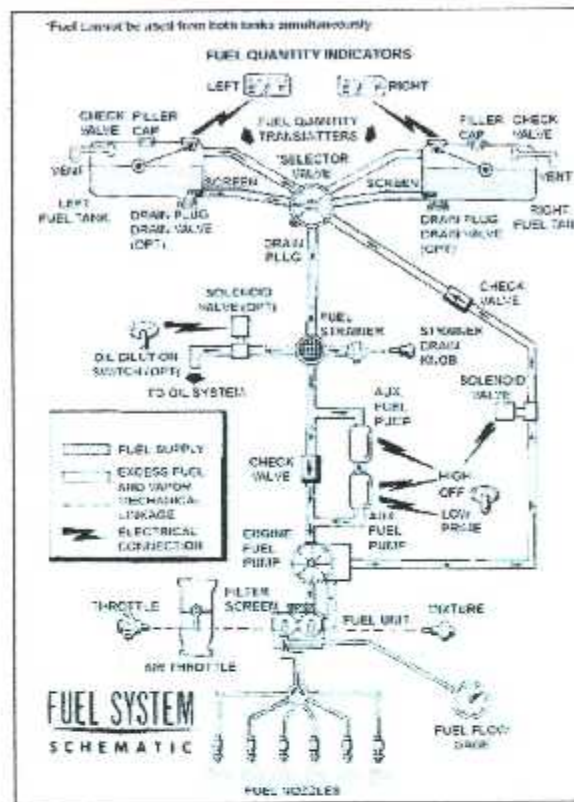 *Fuel cannot be used from both tanks simultaneously
FUEL QUANTITY INDICATORS
LEFT
RIGHT
CHECK VALVE
FILLER CAP
FUEL QUANTITY TRANSMITTERS
FILLER CAP
CHECK VALVE
*SELECTOR VALVE
VENT
SCREEN
SCREEN
VENT
LEFT FUEL TANK
DRAIN PLUG
DRAIN VALVE (OPT)
DRAIN PLUG
DRAIN PLUG
DRAIN VALVE (OPT)
RIGHT FUEL TANK
CHECK VALVE
SOLENOID VALVE (OPT)
FUEL STRAINER
STRAINER DRAIN KNOB
OIL DILUTION SWITCH (OPT)
TO OIL SYSTEM
SOLENOID VALVE
AUX. FUEL PUMP
FUEL SUPPLY
EXCESS FUEL AND VAPOR
MECHANICAL LINKAGE
ELECTRICAL CONNECTION
CHECK VALVE
HIGH
OFF
LOW
PRIME
AUX. FUEL PUMP
ENGINE FUEL PUMP
THROTTLE
FILTER SCREEN
FUEL UNIT
MIXTURE
AIR THROTTLE
FUEL SYSTEM
SCHEMATIC
FUEL FLOW GAGE
FUEL NOZZLES